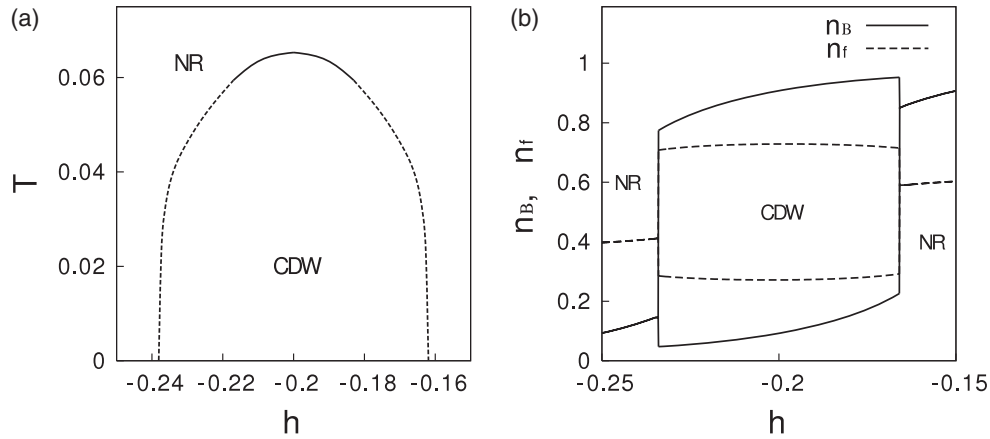 (a)
NR
CDW
T
0.06
0.04
0.02
0
-0.24 -0.22 -0.2 -0.18 -0.16
h
(b)
nB
nf
NR
CDW
NR
nB, nf
1
0.8
0.6
0.4
0.2
0
-0.25 -0.2 -0.15
h